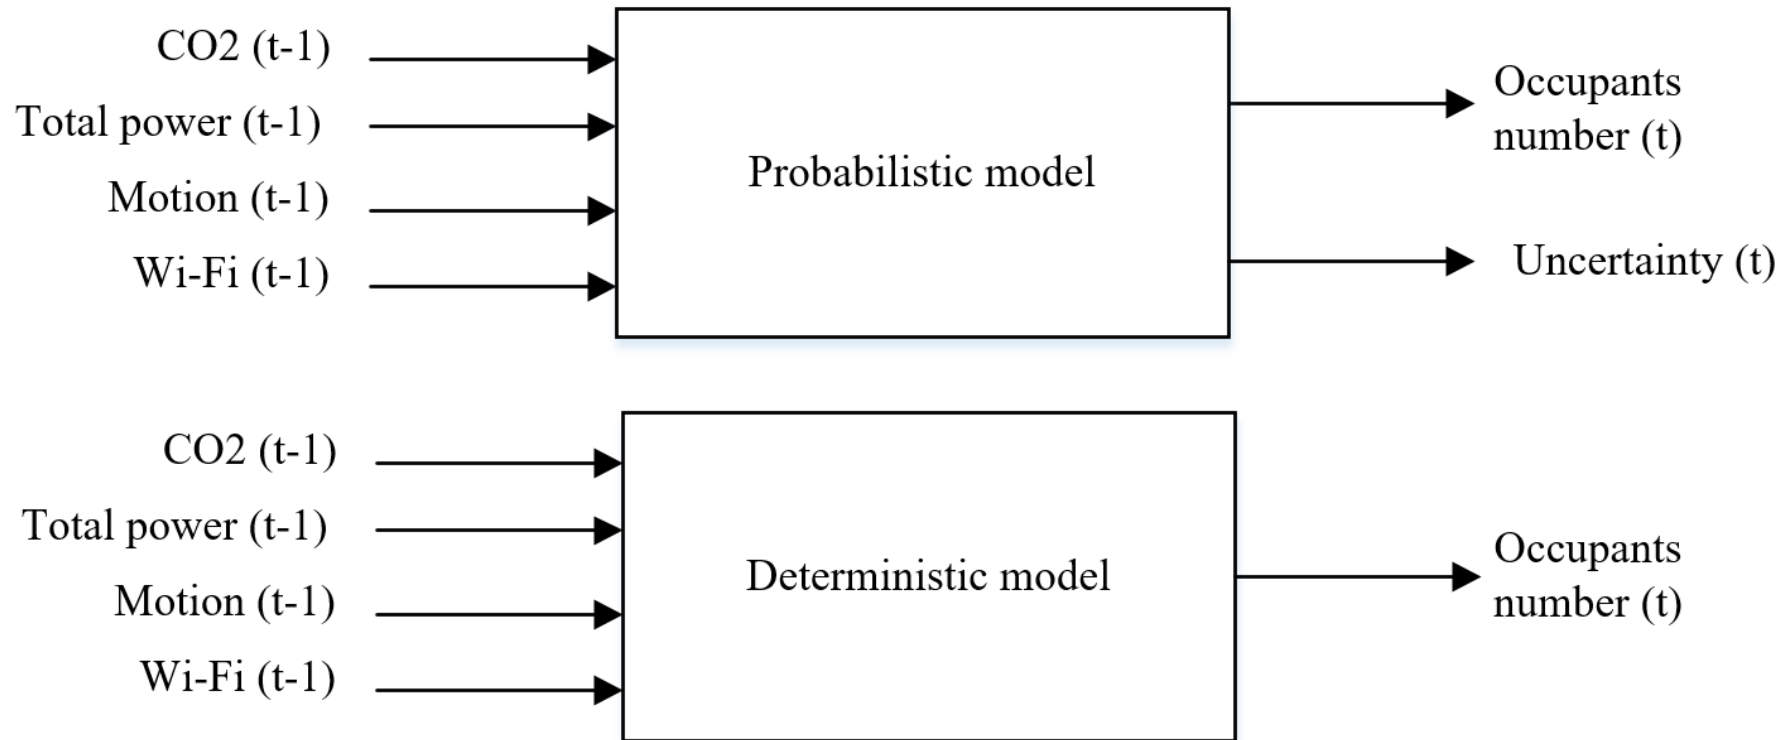 CO2 (t-1)
Total power (t-1)
Motion (t-1)
Wi-Fi (t-1)
Probabilistic model
Occupants
number (t)
Uncertainty (t)
CO2 (t-1)
Total power (t-1)
Motion (t-1)
Wi-Fi (t-1)
Deterministic model
Occupants
number (t)